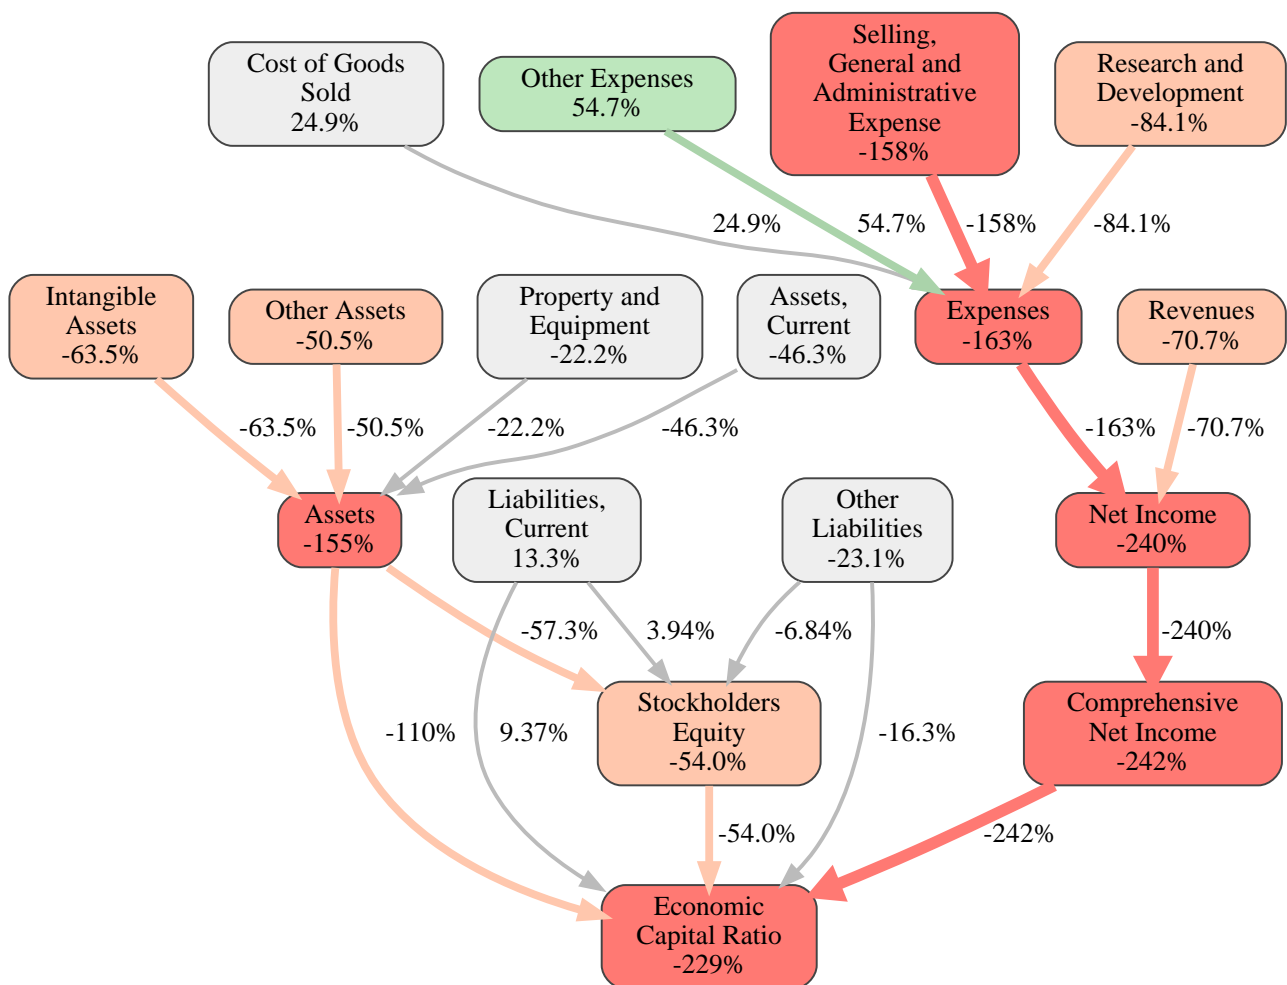 Cost of Goods
Sold
24.9%
Other Expenses
54.7%
Selling,
General and
Administrative
Expense
-158%
Research and
Development
-84.1%
24.9%
54.7%
-158%
-84.1%
Intangible
Assets
-63.5%
Other Assets
-50.5%
Property and
Equipment
-22.2%
Assets,
Current
-46.3%
Expenses
-163%
Revenues
-70.7%
-63.5%
-50.5%
-22.2%
-46.3%
-163%
-70.7%
Assets
-155%
Liabilities,
Current
13.3%
Other
Liabilities
-23.1%
Net Income
-240%
-57.3%
3.94%
-6.84%
-240%
Stockholders
Equity
-54.0%
Comprehensive
Net Income
-242%
-110%
9.37%
-16.3%
-54.0%
-242%
Economic
Capital Ratio
-229%